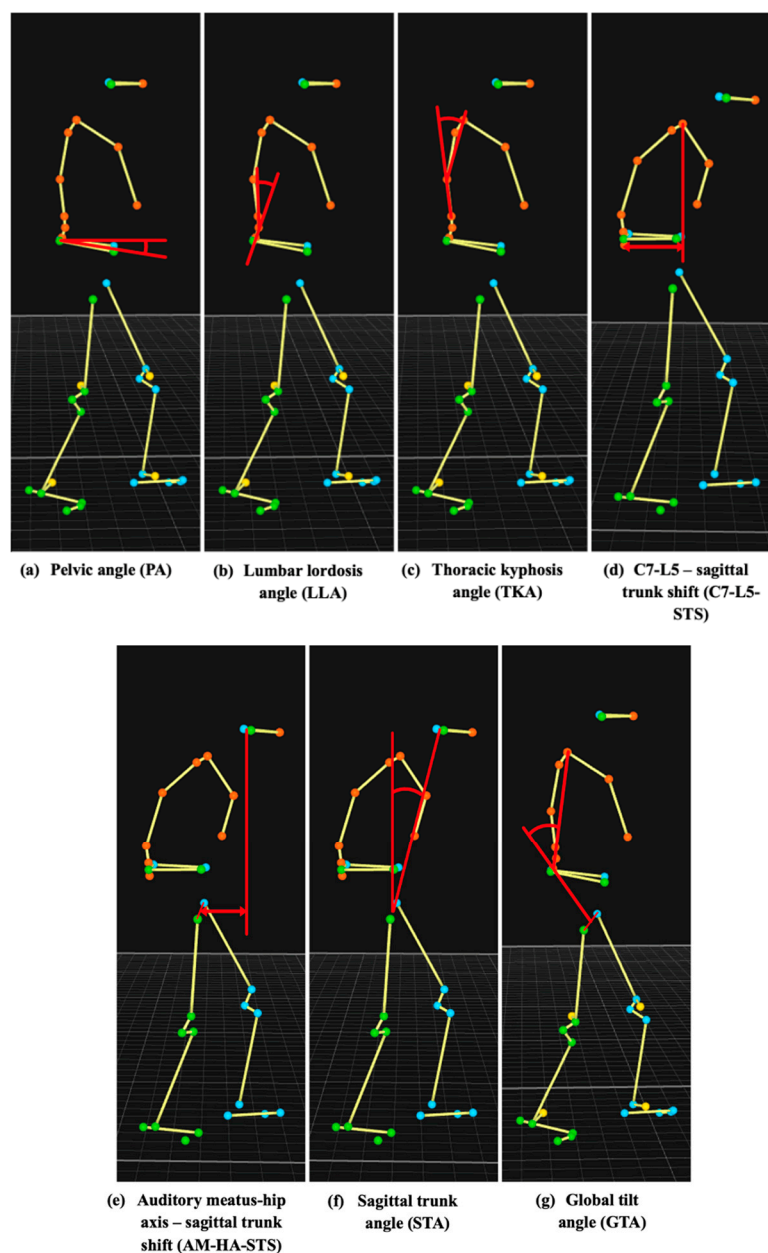 (a) Pelvic angle (PA)
(b) Lumbar lordosis
angle (LLA)
(c) Thoracic kyphosis
angle (TKA)
(d) C7-L5 – sagittal
trunk shift (C7-L5-
STS)
(e) Auditory meatus-hip
axis – sagittal trunk
shift (AM-HA-STS)
(f) Sagittal trunk
angle (STA)
(g) Global tilt
angle (GTA)